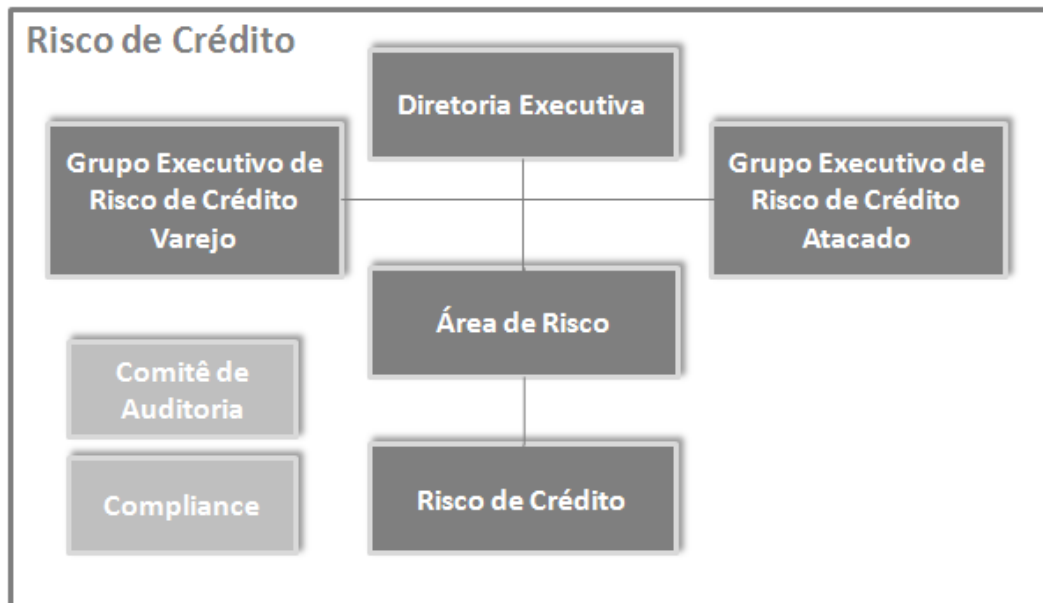 Risco de Crédito
Diretoria Executiva
Grupo Executivo de
Risco de Crédito
Varejo
Grupo Executivo de
Risco de Crédito
Atacado
Área de Risco
Comitê de
Auditoria
Compliance
Risco de Crédito